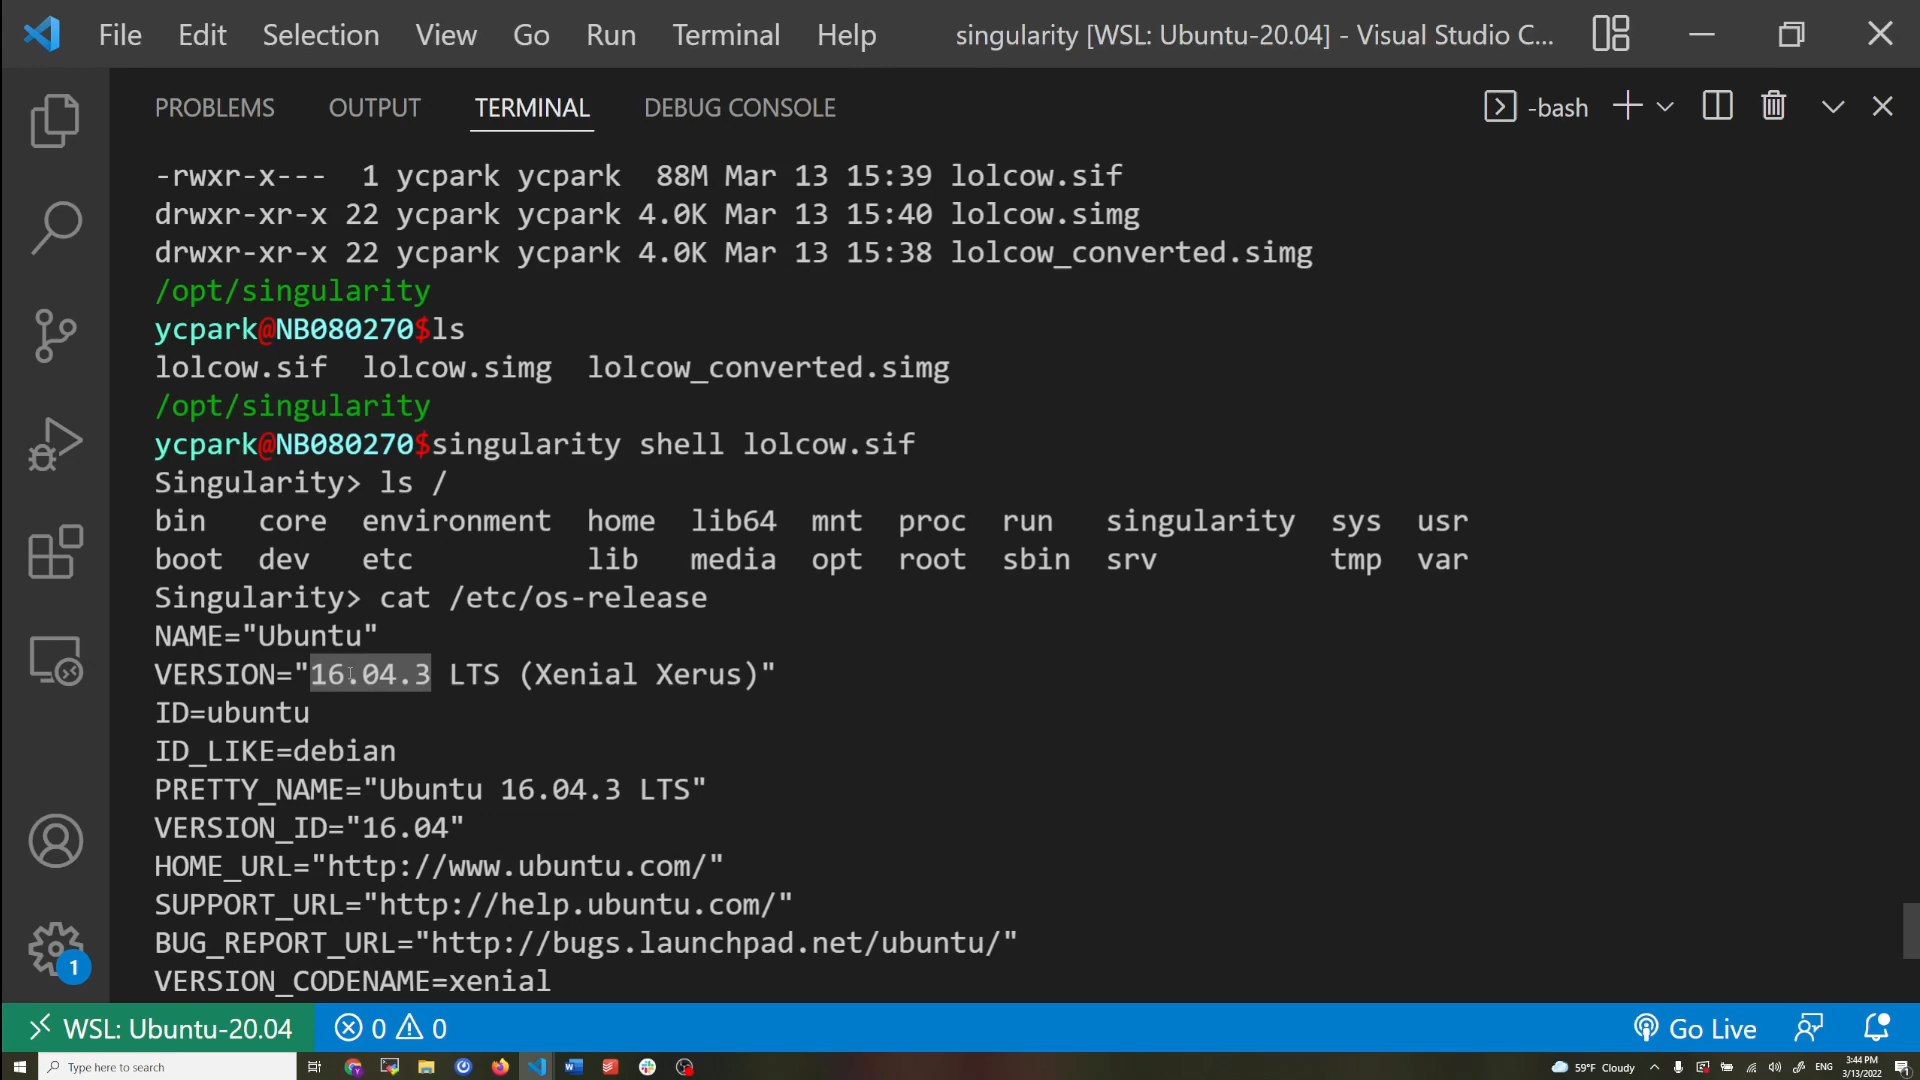 File Edit Selection View Go Run Terminal Help singularity [WSL: Ubuntu-20.04] - Visual Studio C...
PROBLEMS OUTPUT TERMINAL DEBUG CONSOLE -bash
-rwxr-x--- 1 ycpark ycpark 88M Mar 13 15:39 lolcow.sif
drwxr-xr-x 22 ycpark ycpark 4.0K Mar 13 15:40 lolcow.simg
drwxr-xr-x 22 ycpark ycpark 4.0K Mar 13 15:38 lolcow_converted.simg
/opt/singularity
ycpark@NB080270$ls
lolcow.sif lolcow.simg lolcow_converted.simg
/opt/singularity
ycpark@NB080270$singularity shell lolcow.sif
Singularity> ls /
bin core environment home lib64 mnt proc run singularity sys usr
boot dev etc lib media opt root sbin srv tmp var
Singularity> cat /etc/os-release
NAME="Ubuntu"
VERSION="16.04.3 LTS (Xenial Xerus)"
ID=ubuntu
ID_LIKE=debian
PRETTY_NAME="Ubuntu 16.04.3 LTS"
VERSION_ID="16.04"
HOME_URL="http://www.ubuntu.com/"
SUPPORT_URL="http://help.ubuntu.com/"
BUG_REPORT_URL="http://bugs.launchpad.net/ubuntu/"
VERSION_CODENAME=xenial
1
WSL: Ubuntu-20.04 0 0 Go Live
Type here to search 59°F Cloudy ENG 3:44 PM
3/13/2022